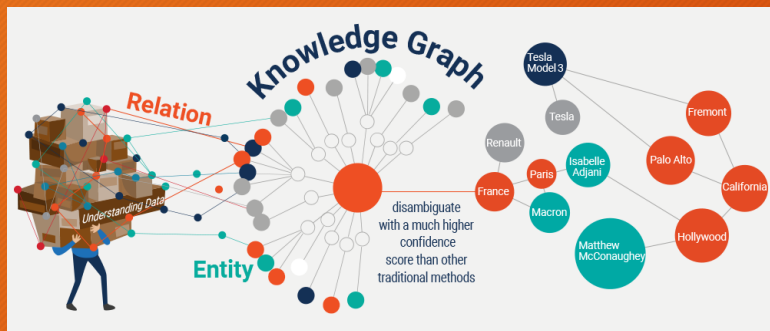 Knowledge Graph
Relation
Understanding Data
Entity
disambiguate
with a much higher
confidence
score than other
traditional methods
Tesla
Model 3
Tesla
Fremont
Renault
Paris
Isabelle
Adjani
Palo Alto
California
France
Macron
Hollywood
Matthew
McConaughey